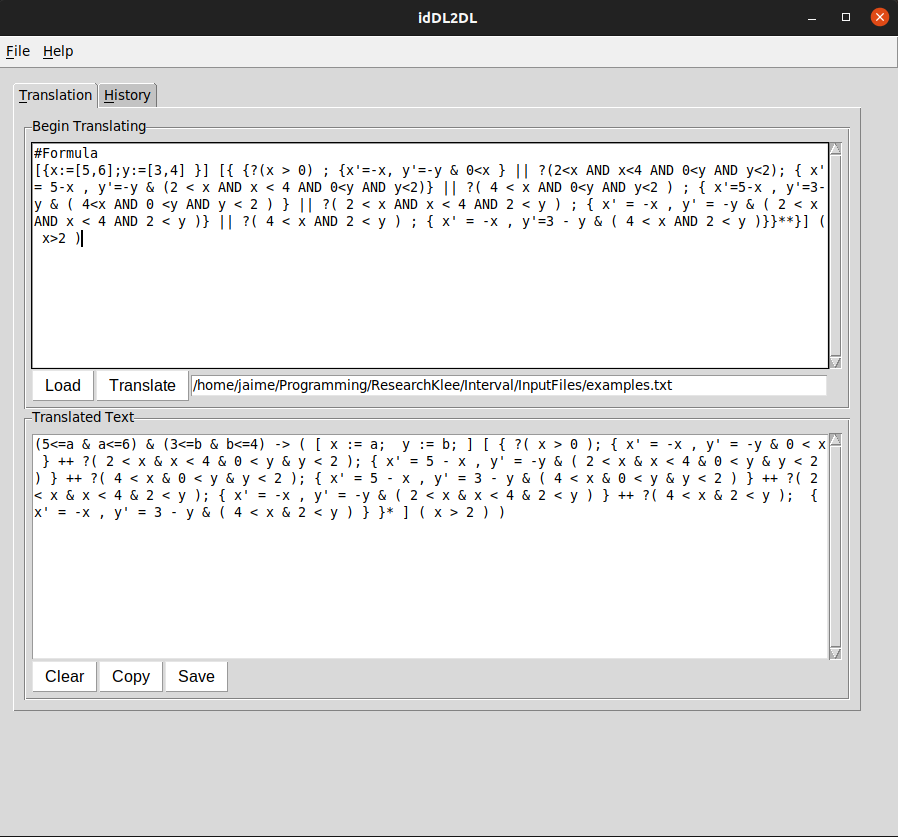 idDL2DL
File Help
Translation History
Begin Translating
#Formula
[{x:=[5,6];y:=[3,4] }] [{ {?(x > 0) ; {x'=-x, y'=-y & 0<x } || ?(2<x AND x<4 AND 0<y AND y<2); { x'
= 5-x , y'=-y & (2 < x AND x < 4 AND 0<y AND y<2)} || ?( 4 < x AND 0<y AND y<2 ) ; { x'=5-x , y'=3-
y & ( 4<x AND 0 <y AND y < 2 ) } || ?( 2 < x AND x < 4 AND 2 < y ) ; { x' = -x , y' = -y & ( 2 < x
AND x < 4 AND 2 < y )} || ?( 4 < x AND 2 < y ) ; { x' = -x , y'=3 - y & ( 4 < x AND 2 < y )}}**}] (
x>2 )
Load Translate /home/jaime/Programming/ResearchKlee/Interval/InputFiles/examples.txt
Translated Text
(5<=a & a<=6) & (3<=b & b<=4) -> ( [ x := a;  y := b; ] [ { ?( x > 0 ); { x' = -x , y' = -y & 0 < x
} ++ ?( 2 < x & x < 4 & 0 < y & y < 2 ); { x' = 5 - x , y' = -y & ( 2 < x & x < 4 & 0 < y & y < 2
) } ++ ?( 4 < x & 0 < y & y < 2 ); { x' = 5 - x , y' = 3 - y & ( 4 < x & 0 < y & y < 2 ) } ++ ?( 2
< x & x < 4 & 2 < y ); { x' = -x , y' = -y & ( 2 < x & x < 4 & 2 < y ) } ++ ?( 4 < x & 2 < y );  {
x' = -x , y' = 3 - y & ( 4 < x & 2 < y ) } }* ] ( x > 2 ) )
Clear Copy Save